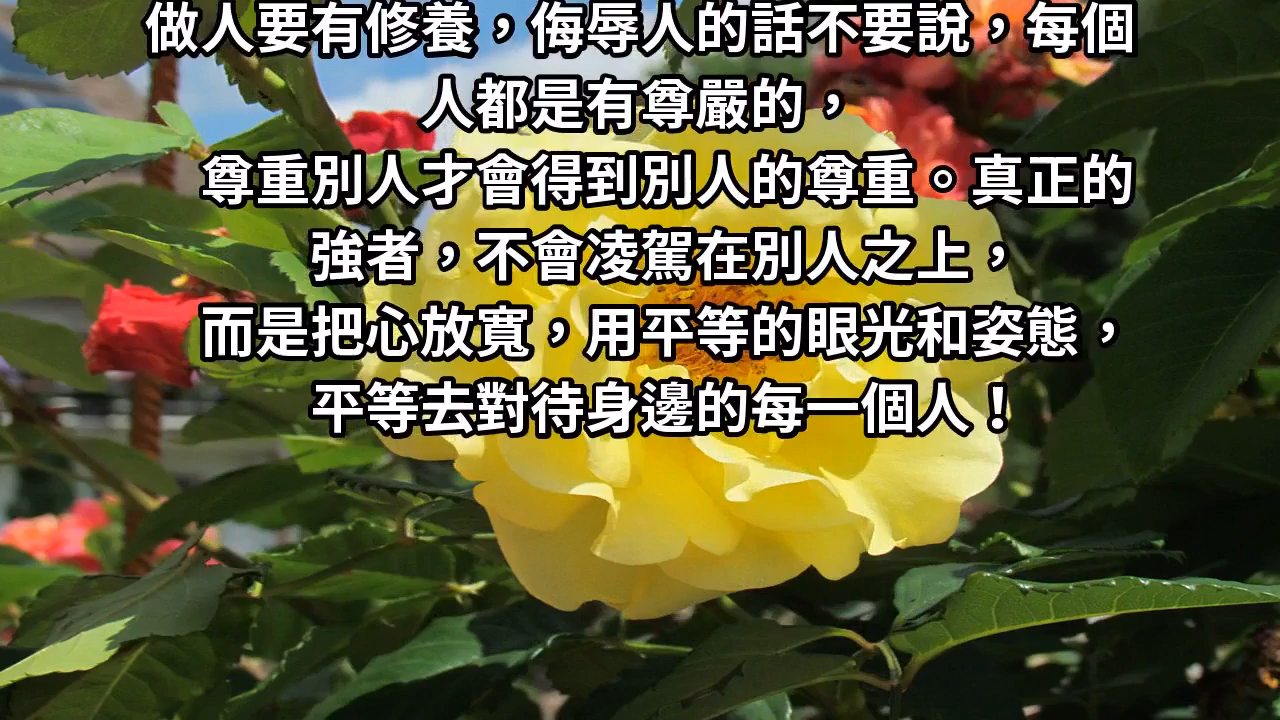 做人要有修養，侮辱人的話不要說，每個
人都是有尊嚴的，
尊重別人才會得到別人的尊重。真正的
強者，不會凌駕在別人之上，
而是把心放寬，用平等的眼光和姿態，
平等去對待身邊的每一個人！